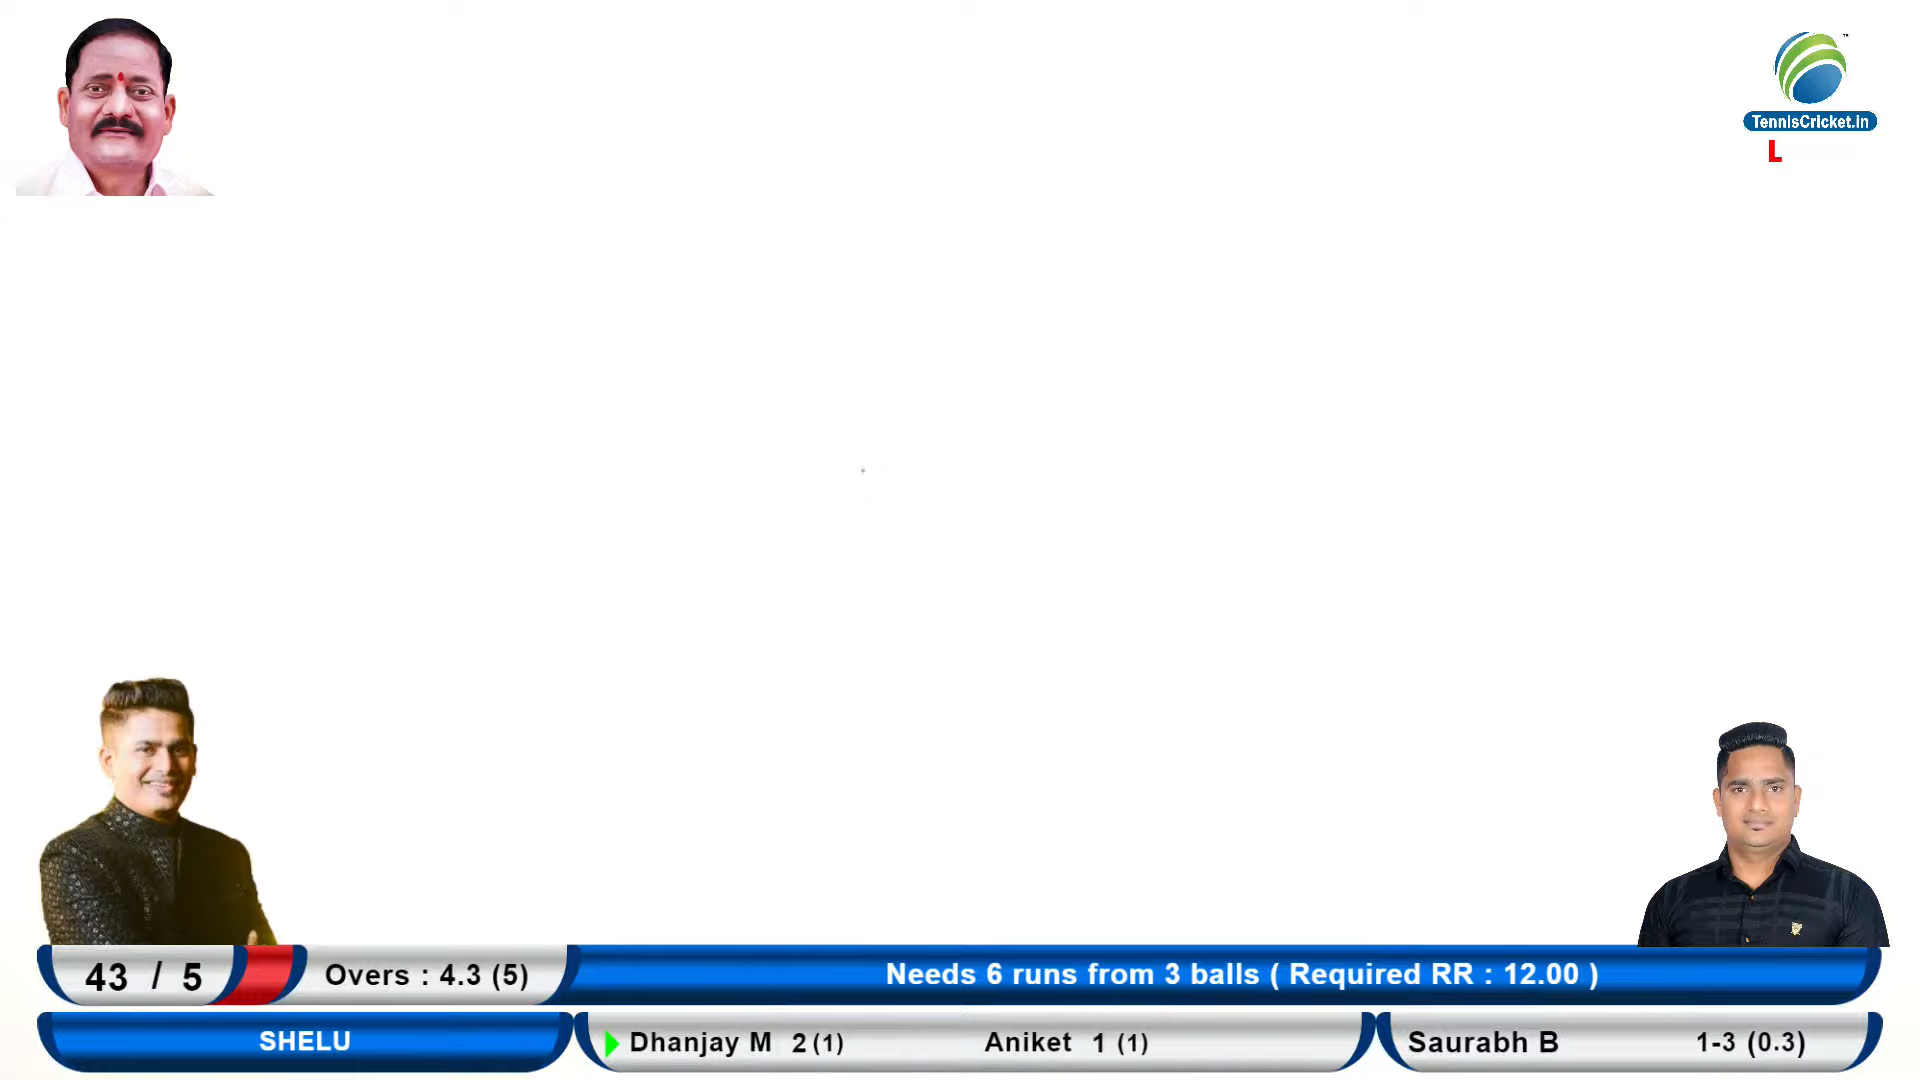 TennisCricket.in
L
43 / 5
Overs : 4.3 (5)
Needs 6 runs from 3 balls ( Required RR : 12.00 )
SHELU
Dhanjay M 2 (1) Aniket 1 (1)
Saurabh B 1-3 (0.3)